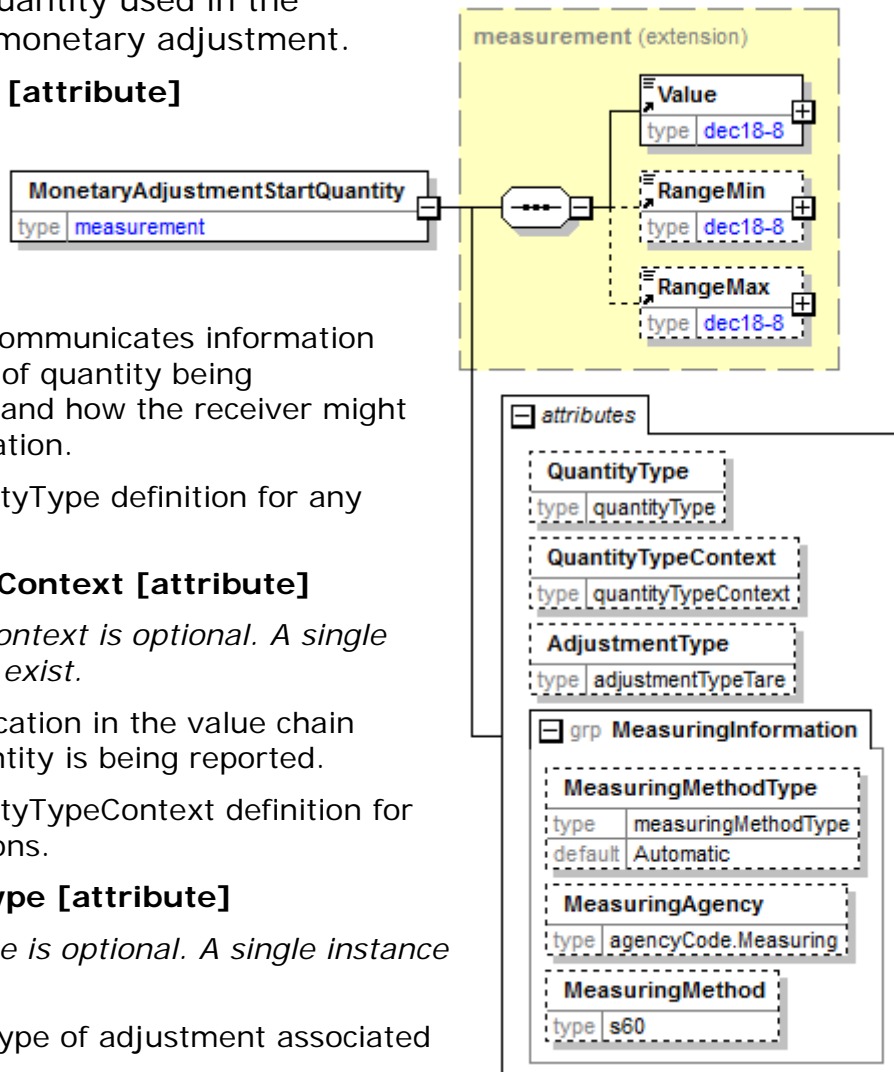 uantity used in the
monetary adjustment.
[attribute]
ommunicates information
of quantity being
and how the receiver might
ation.
tyType definition for any
Context [attribute]
ontext is optional. A single
exist.
cation in the value chain
ntity is being reported.
tyTypeContext definition for
ons.
ype [attribute]
e is optional. A single instance
ype of adjustment associated
MonetaryAdjustmentStartQuantity
type measurement
measurement (extension)
Value
type dec18-8
RangeMin
type dec18-8
RangeMax
type dec18-8
attributes
QuantityType
type quantityType
QuantityTypeContext
type quantityTypeContext
AdjustmentType
type adjustmentTypeTare
grp MeasuringInformation
MeasuringMethodType
type measuringMethodType
default Automatic
MeasuringAgency
type agencyCode.Measuring
MeasuringMethod
type s60